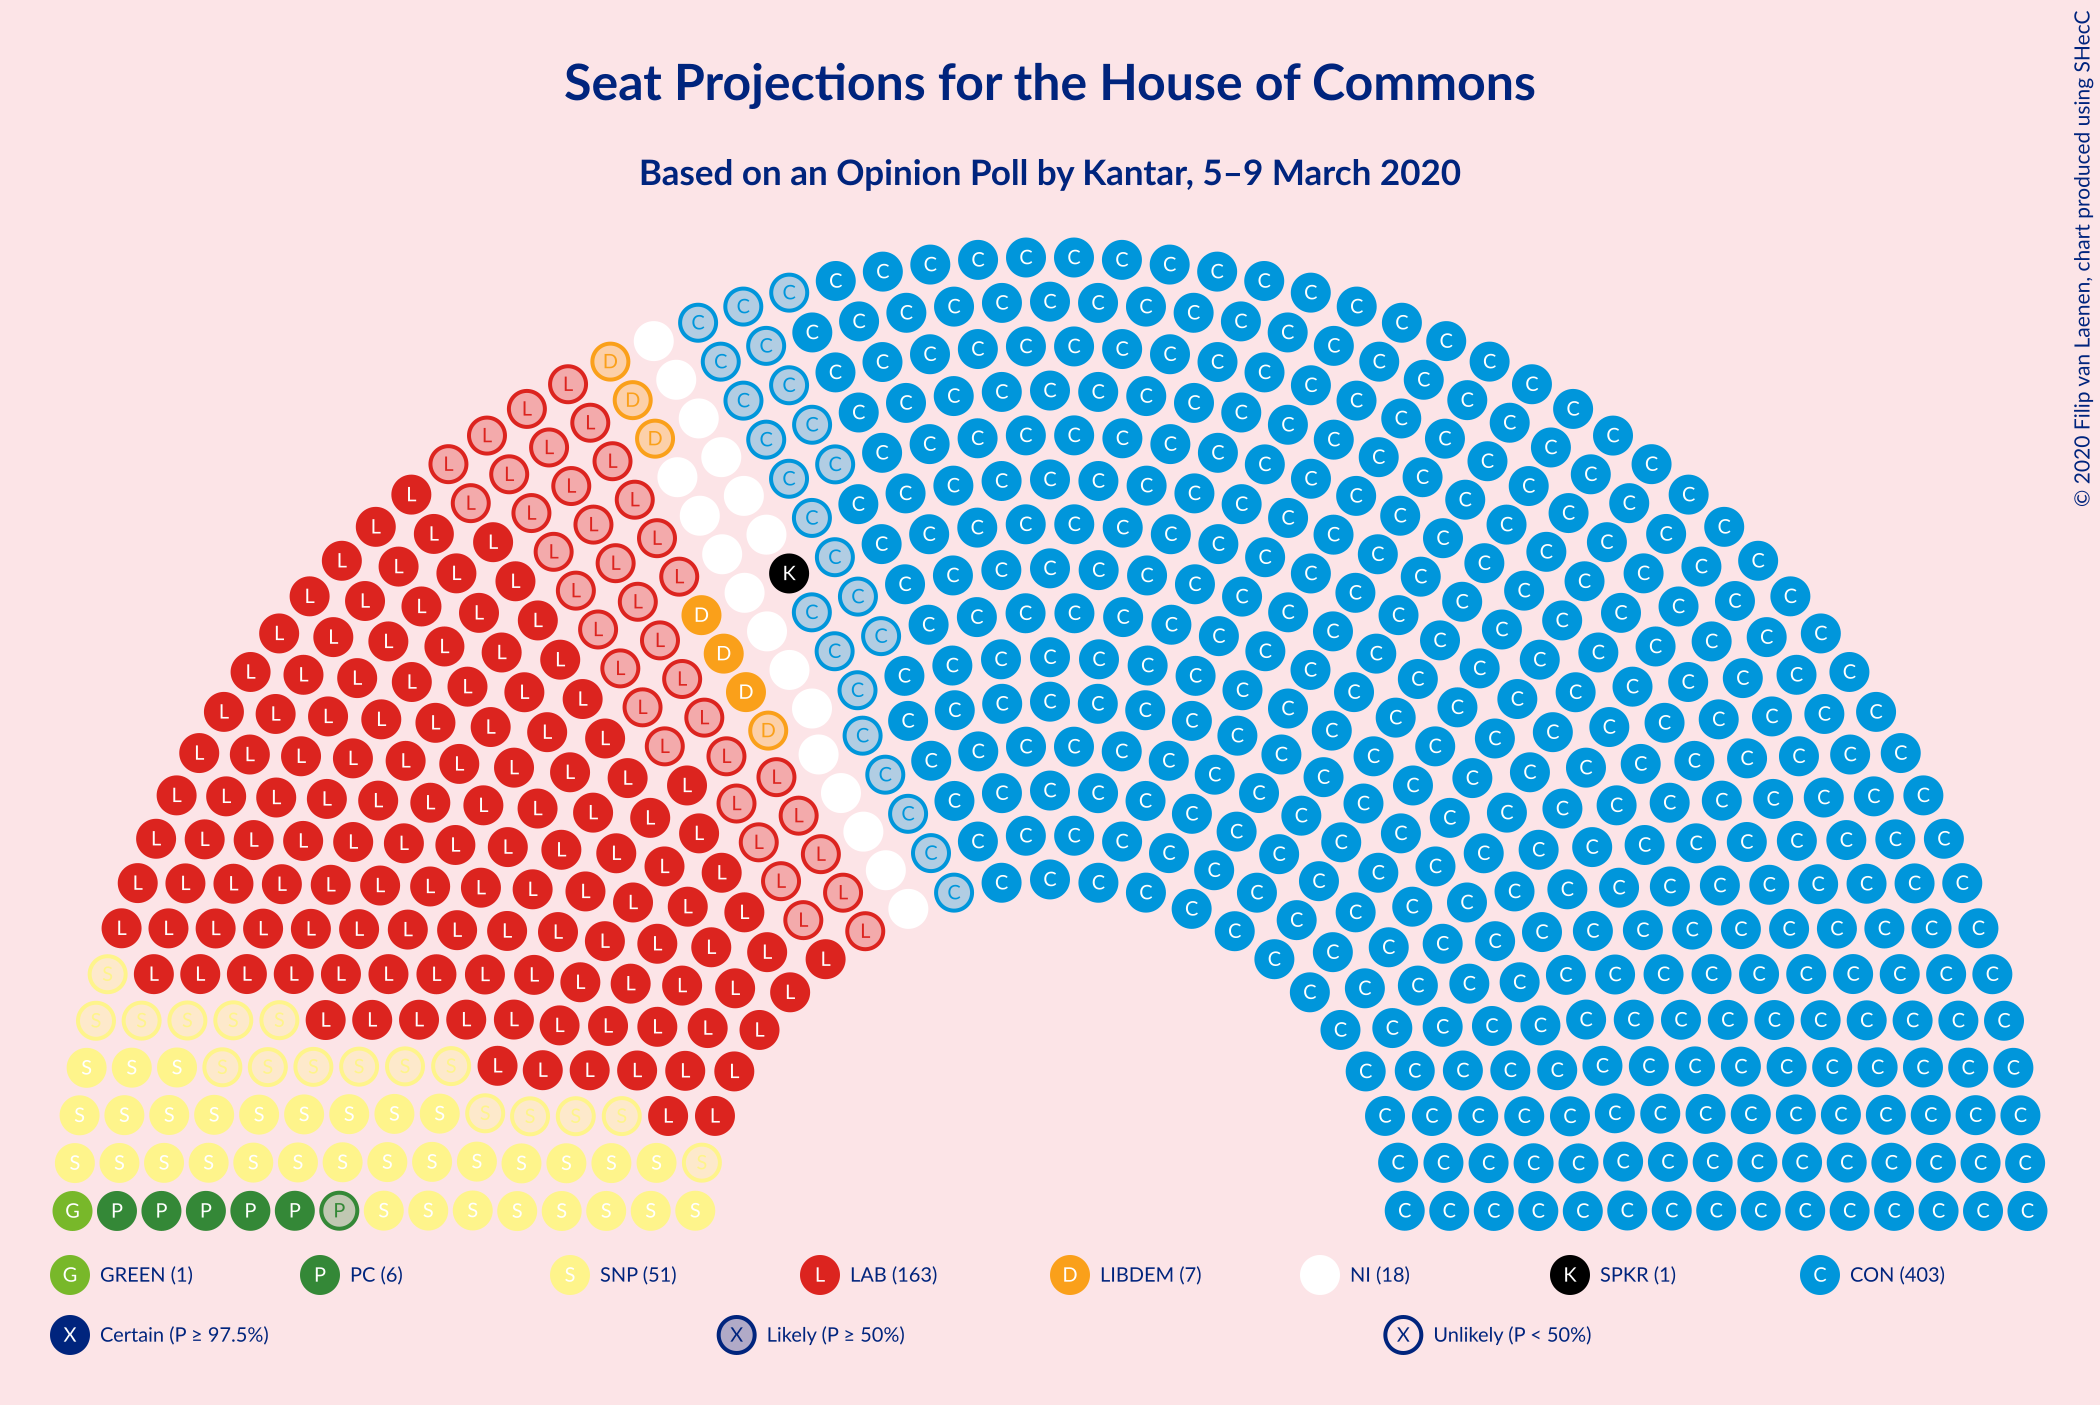 Seat Projections for the House of Commons
Based on an Opinion Poll by Kantar, 5–9 March 2020
© 2020 Filip van Laenen, chart produced using SHecC
G GREEN (1)
P PC (6)
S SNP (51)
L LAB (163)
D LIBDEM (7)
NI (18)
K SPKR (1)
C CON (403)
X Certain (P ≥ 97.5%)
X Likely (P ≥ 50%)
X Unlikely (P < 50%)